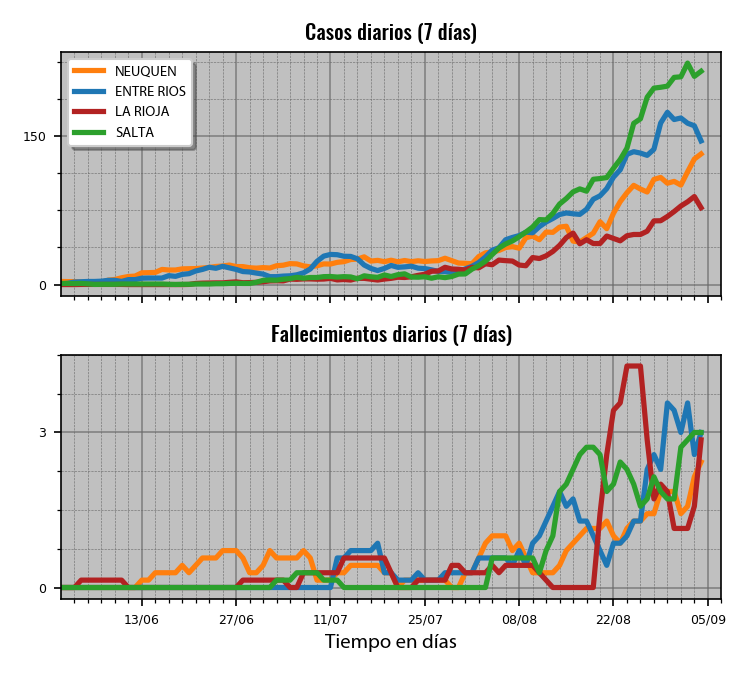 Casos diarios (7 días)
NEUQUEN
ENTRE RIOS
LA RIOJA
SALTA
150
0
Fallecimientos diarios (7 días)
3
0
13/06 27/06 11/07 25/07 08/08 22/08 05/09
Tiempo en días